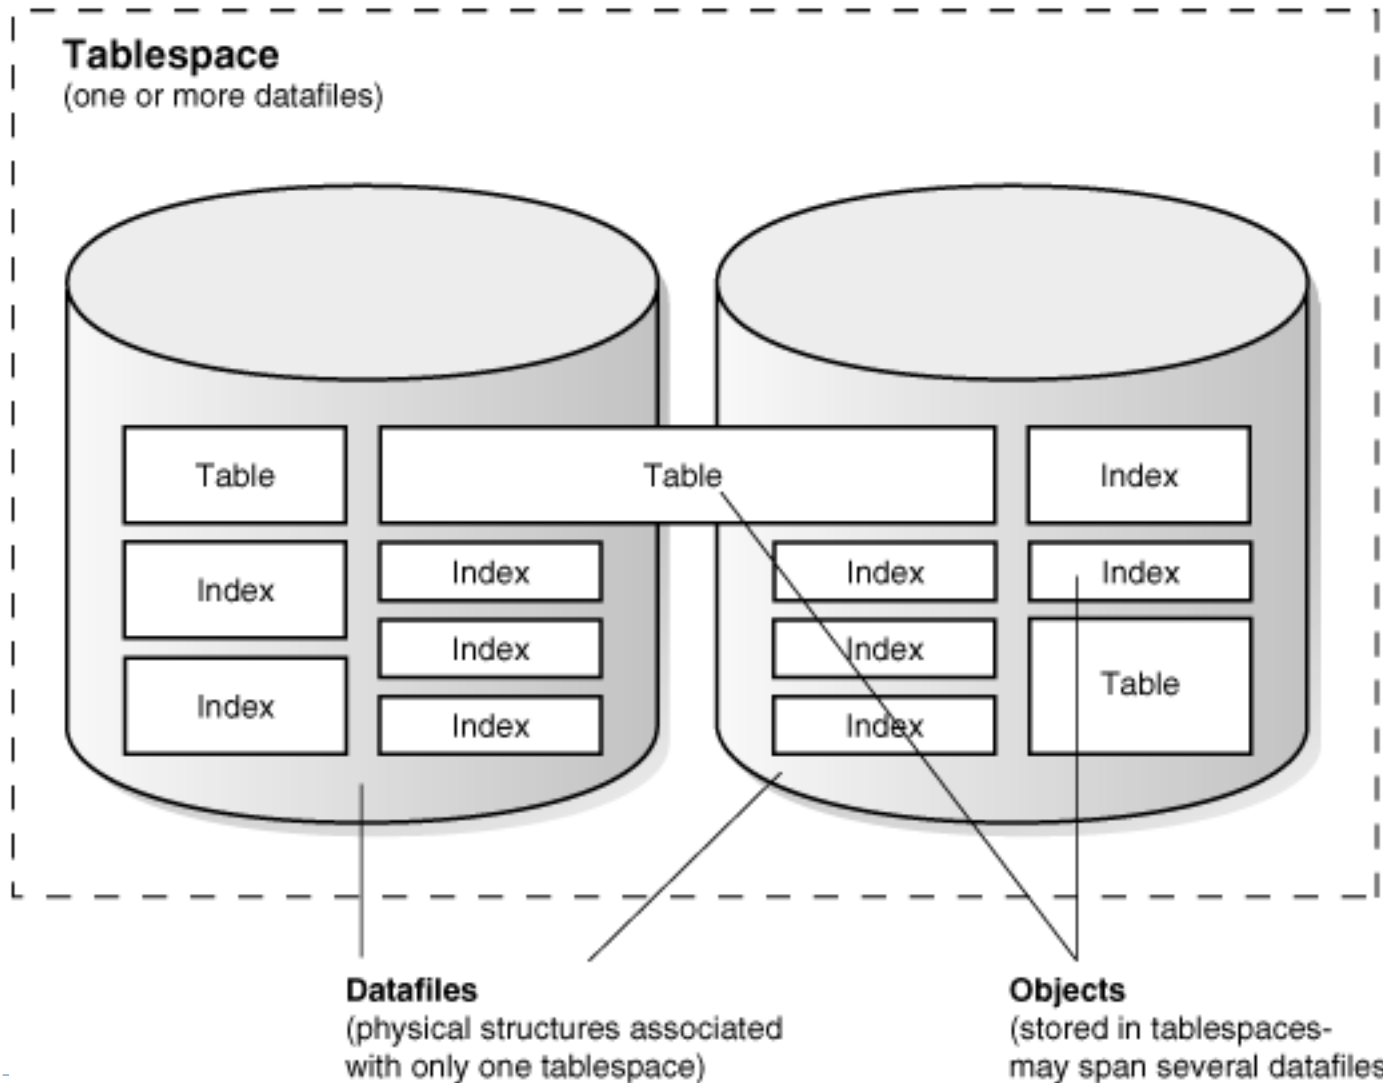 Tablespace
(one or more datafiles)
Table
Table
Index
Index
Index
Index
Index
Index
Index
Index
Table
Index
Index
Index
Datafiles
(physical structures associated
with only one tablespace)
Objects
(stored in tablespaces-
may span several datafiles